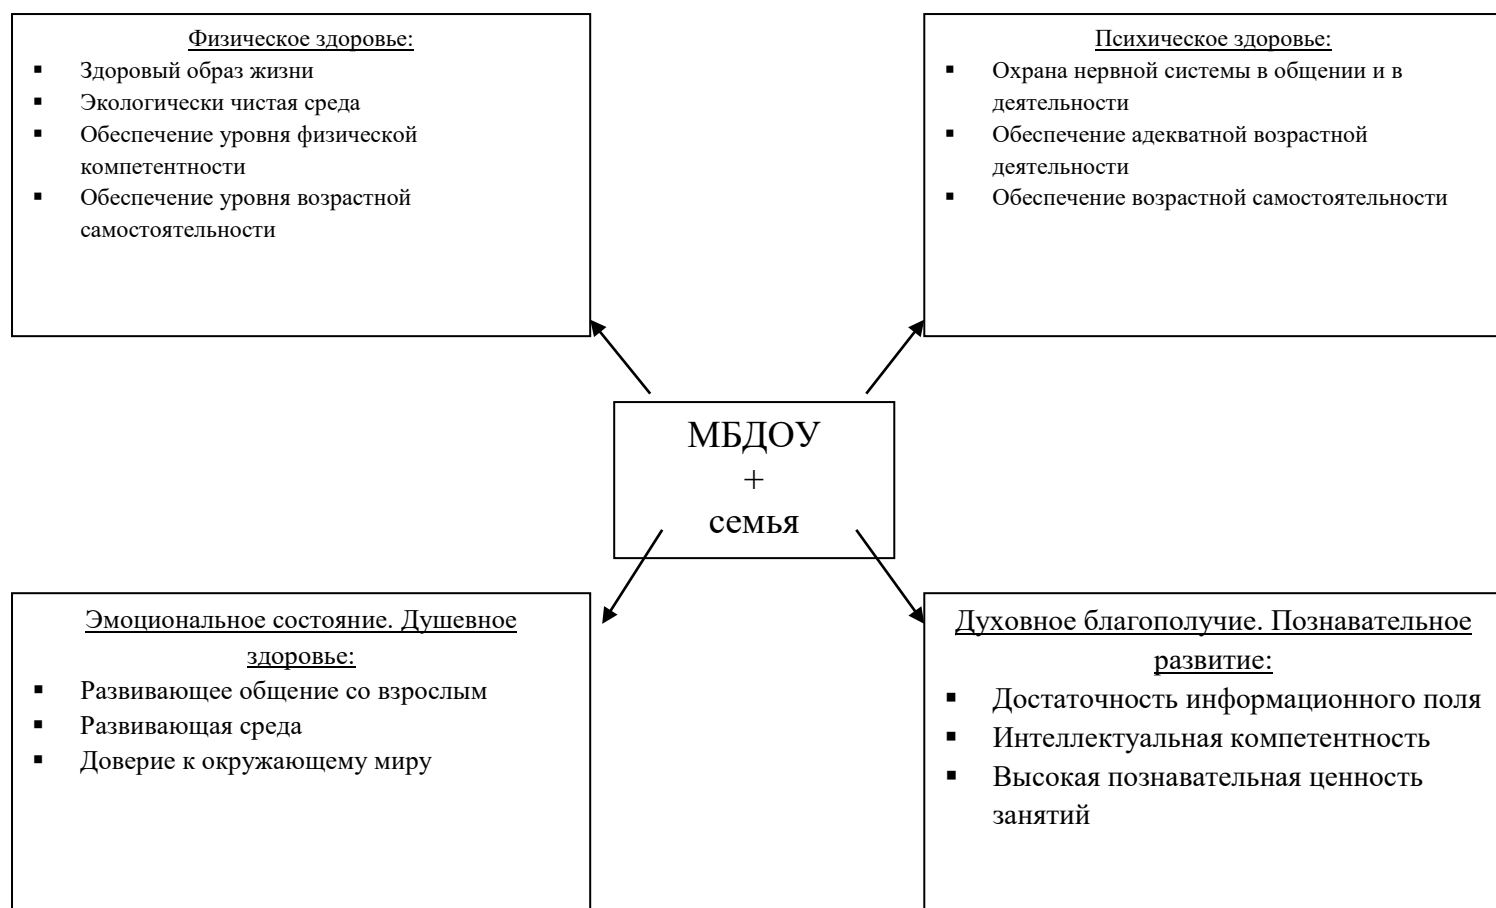 Физическое здоровье:
▪ Здоровый образ жизни
▪ Экологически чистая среда
▪ Обеспечение уровня физической
компетентности
▪ Обеспечение уровня возрастной
самостоятельности
Психическое здоровье:
▪ Охрана нервной системы в общении и в
деятельности
▪ Обеспечение адекватной возрастной
деятельности
▪ Обеспечение возрастной самостоятельности
МБДОУ
+
семья
Эмоциональное состояние. Душевное
здоровье:
▪ Развивающее общение со взрослым
▪ Развивающая среда
▪ Доверие к окружающему миру
Духовное благополучие. Познавательное
развитие:
▪ Достаточность информационного поля
▪ Интеллектуальная компетентность
▪ Высокая познавательная ценность
занятий